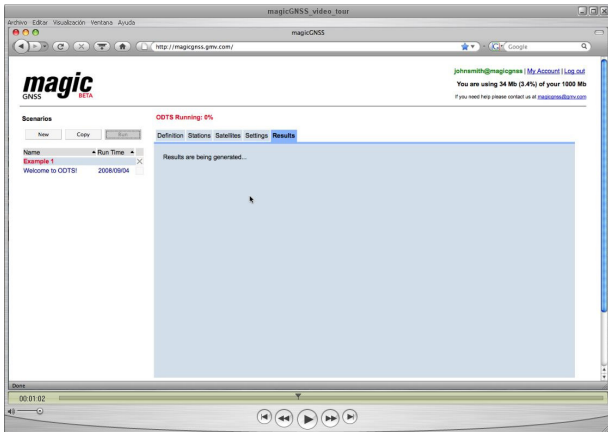 magicGNSS_video_tour
Archivo Editar Visualización Ventana Ayuda
magicGNSS
http://magicgnss.gmv.com/
Google
johnsmith@magicgnss | My Account | Log out
magic
GNSS BETA
You are using 34 Mb (3.4%) of your 1000 Mb
If you need help please contact us at magicgnss@gmv.com
Scenarios
ODTS Running: 0%
New Copy Run
Definition Stations Satellites Settings Results
Name Run Time
Results are being generated...
Example 1
Welcome to ODTS! 2008/09/04
Done
00:01:02